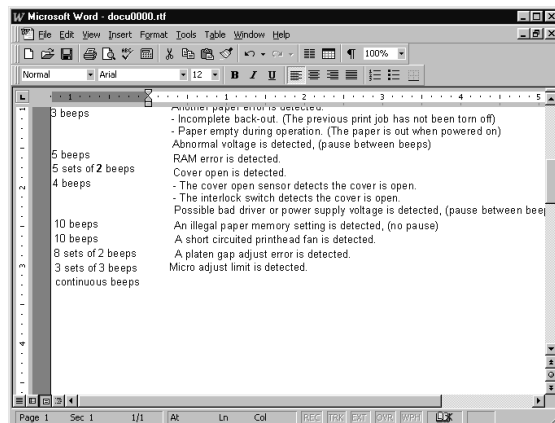 Microsoft Word - docu0000.rtf
File Edit View Insert Format Tools Table Window Help
100%
Normal Arial 12 B I U
1 1 2 3 4 5
Another paper error is detected.
3 beeps
- Incomplete back-out. (The previous print job has not been torn off)
- Paper empty during operation. (The paper is out when powered on)
Abnormal voltage is detected, (pause between beeps)
5 beeps RAM error is detected.
5 sets of 2 beeps Cover open is detected.
4 beeps - The cover open sensor detects the cover is open.
- The interlock switch detects the cover is open.
Possible bad driver or power supply voltage is detected, (pause between beep
10 beeps An illegal paper memory setting is detected, (no pause)
10 beeps A short circuited printhead fan is detected.
8 sets of 2 beeps A platen gap adjust error is detected.
3 sets of 3 beeps Micro adjust limit is detected.
continuous beeps
Page 1 Sec 1 1/1 At Ln Col REC TRK EXT OVR WPH